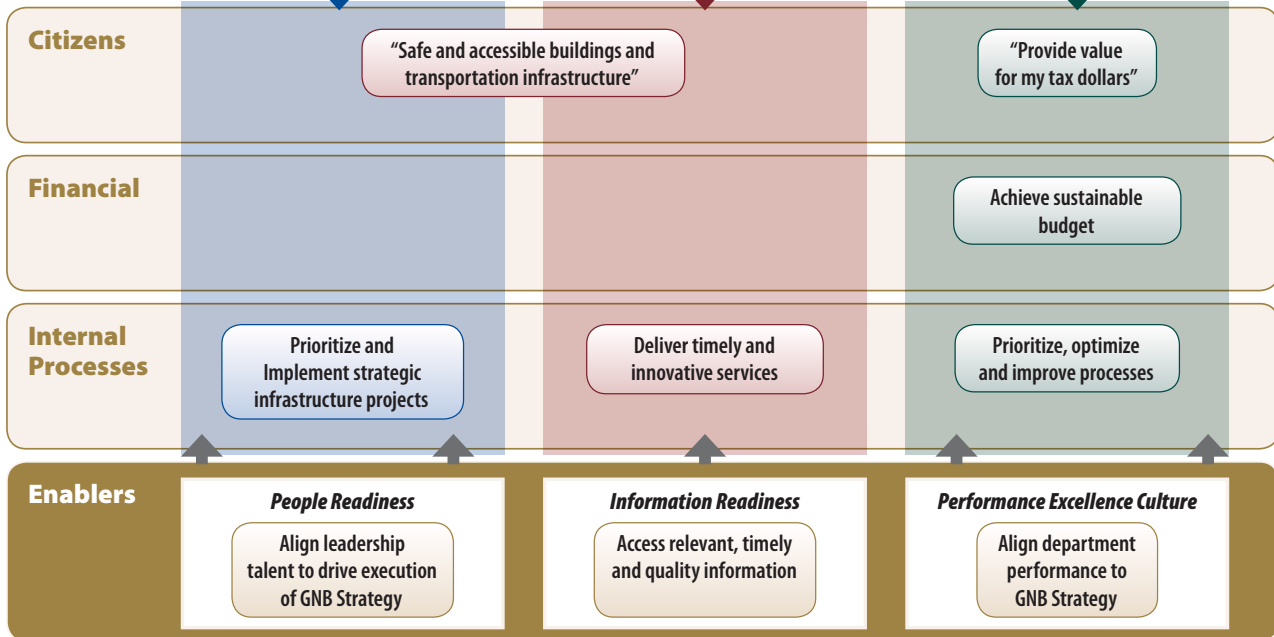 Citizens
“Safe and accessible buildings and
transportation infrastructure”
“Provide value
for my tax dollars”
Financial
Achieve sustainable
budget
Internal
Processes
Prioritize and
Implement strategic
infrastructure projects
Deliver timely and
innovative services
Prioritize, optimize
and improve processes
Enablers
People Readiness
Align leadership
talent to drive execution
of GNB Strategy
Information Readiness
Access relevant, timely
and quality information
Performance Excellence Culture
Align department
performance to
GNB Strategy